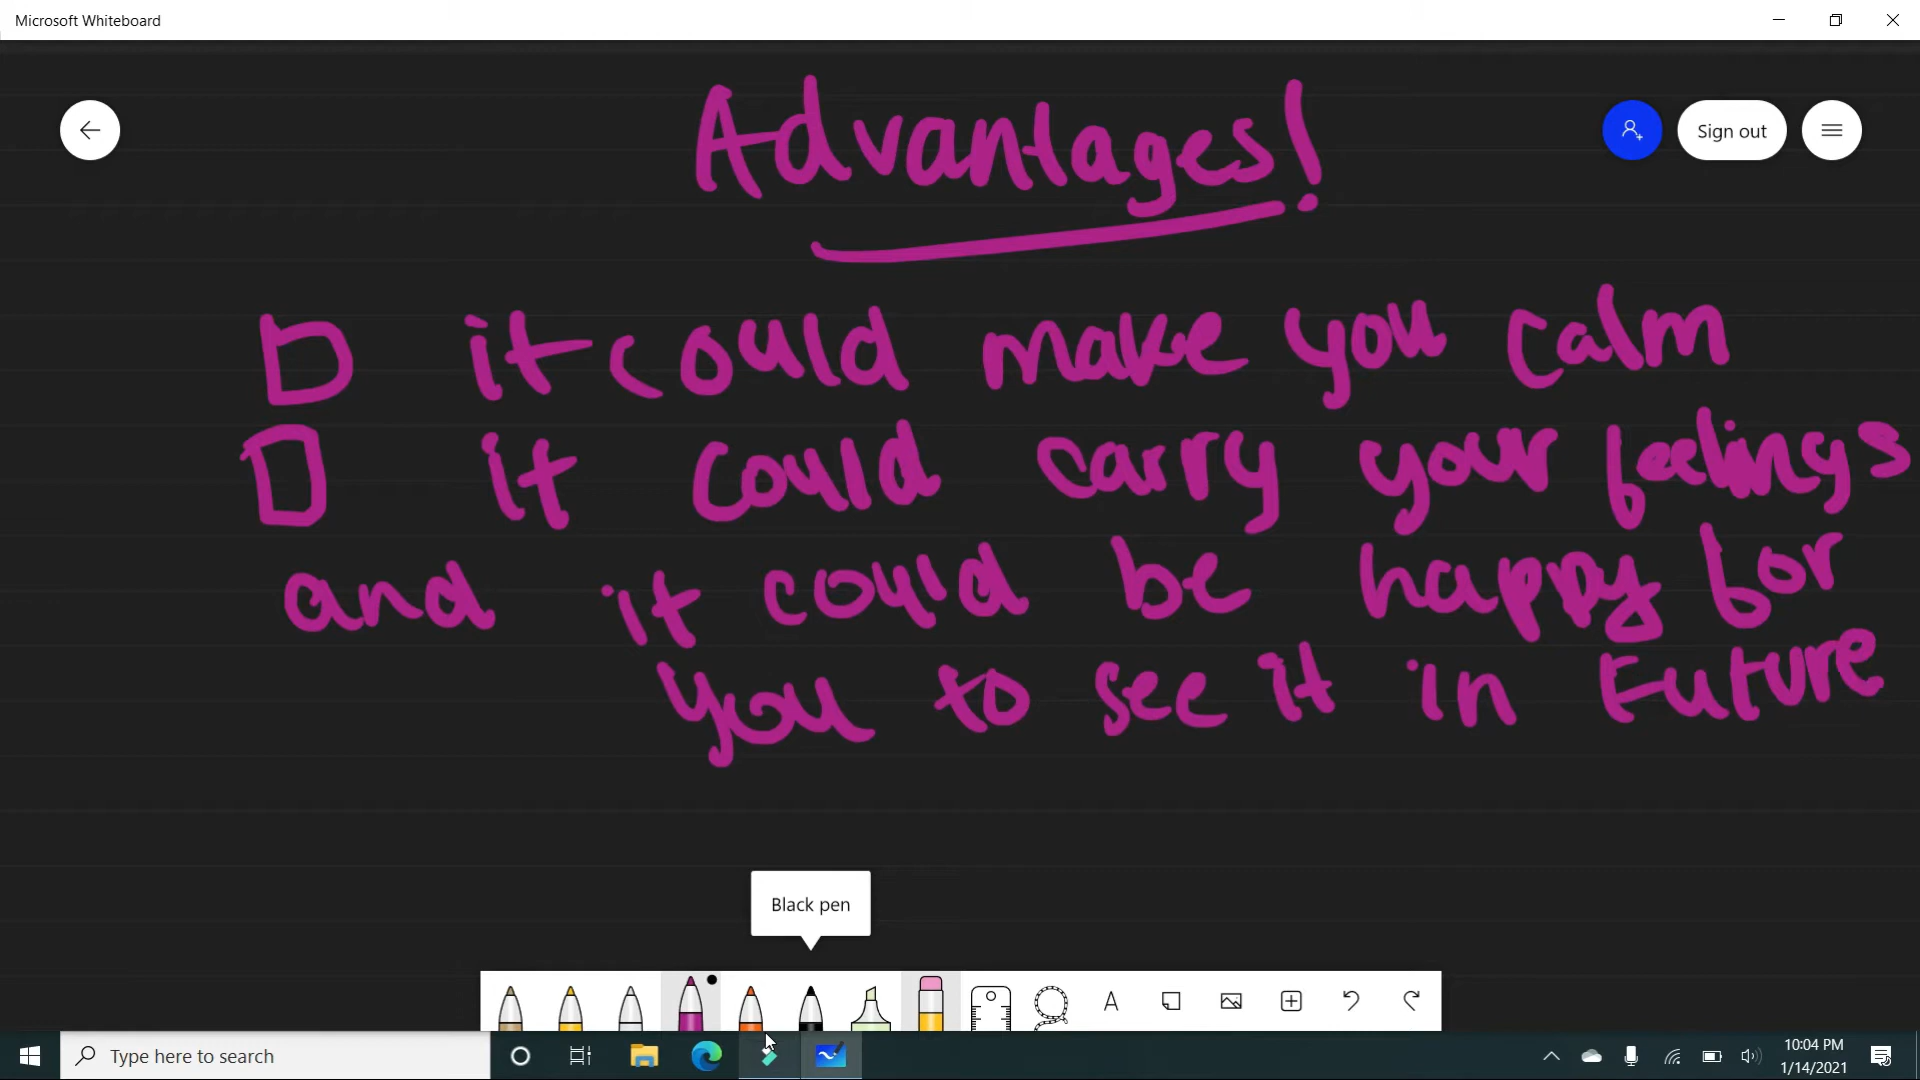 Microsoft Whiteboard
Advantages!
Sign out
it could make you calm
it could carry your feelings
and it could be happy for
you to see it in Future
Black pen
A
Type here to search
10:04 PM
1/14/2021